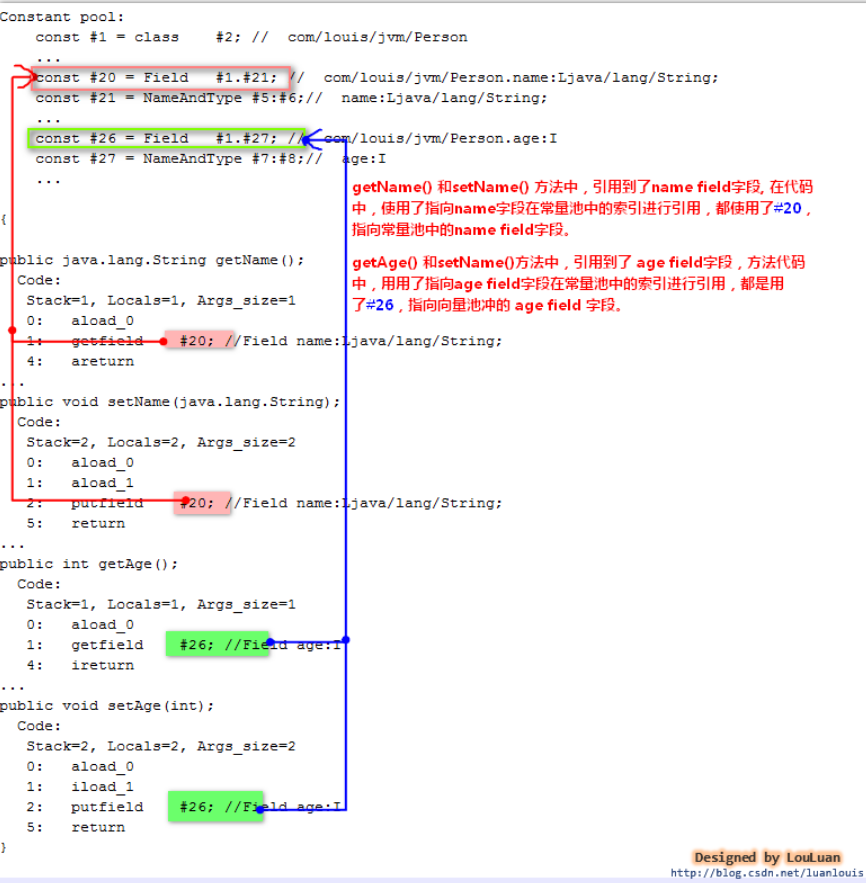 Constant pool:
const #1 = class #2; // com/louis/jvm/Person
...
const #20 = Field #1.#21; // com/louis/jvm/Person.name:Ljava/lang/String;
const #21 = NameAndType #5:#6;// name:Ljava/lang/String;
...
const #26 = Field #1.#27; // com/louis/jvm/Person.age:I
const #27 = NameAndType #7:#8;// age:I
...
getName() 和setName() 方法中，引用到了name field字段, 在代码
中，使用了指向name字段在常量池中的索引进行引用，都使用了#20，
指向常量池中的name field字段。
{
getAge() 和setName()方法中，引用到了 age field字段，方法代码
中，用用了指向age field字段在常量池中的索引进行引用，都是用
了#26，指向向量池冲的 age field 字段。
public java.lang.String getName();
Code:
Stack=1, Locals=1, Args_size=1
0: aload_0
1: getfield #20; //Field name:Ljava/lang/String;
4: areturn
...
public void setName(java.lang.String);
Code:
Stack=2, Locals=2, Args_size=2
0: aload_0
1: aload_1
2: putfield #20; //Field name:Ljava/lang/String;
5: return
...
public int getAge();
Code:
Stack=1, Locals=1, Args_size=1
0: aload_0
1: getfield #26; //Field age:I
4: ireturn
...
public void setAge(int);
Code:
Stack=2, Locals=2, Args_size=2
0: aload_0
1: iload_1
2: putfield #26; //Field age:I
5: return
}
Designed by LouLuan
http://blog.csdn.net/luanlouis